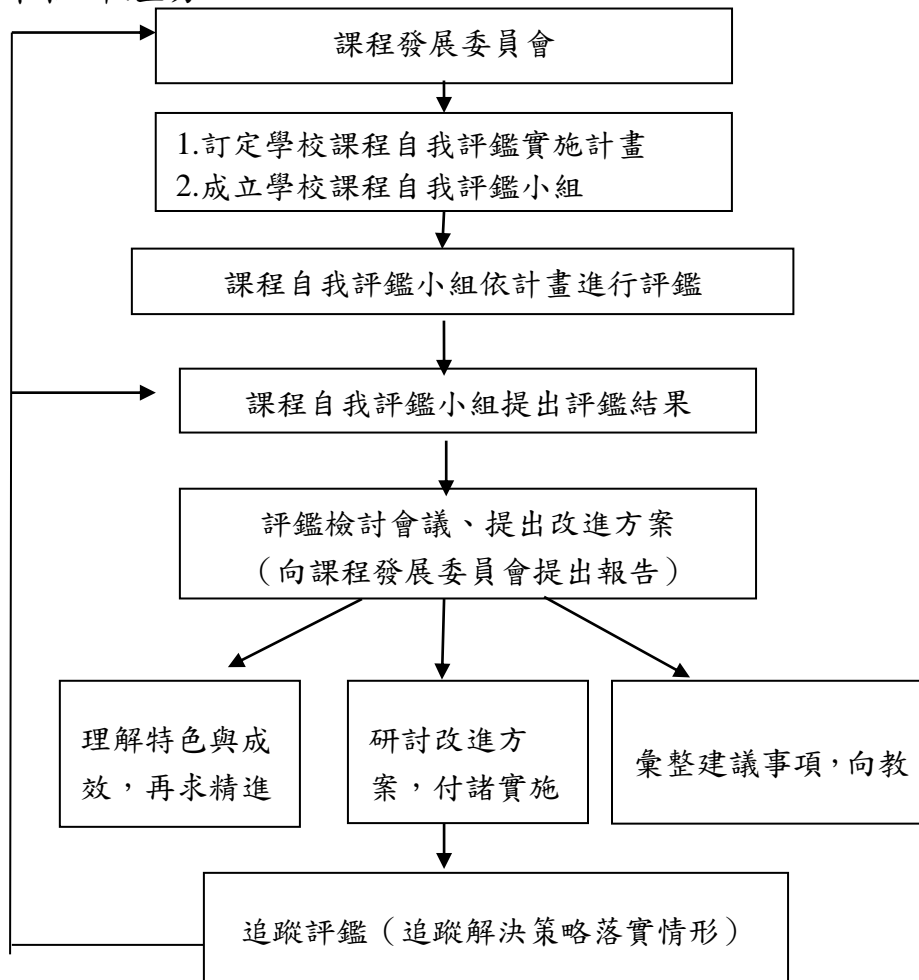 課程發展委員會
1.訂定學校課程自我評鑑實施計畫
2.成立學校課程自我評鑑小組
課程自我評鑑小組依計畫進行評鑑
課程自我評鑑小組提出評鑑結果
評鑑檢討會議、提出改進方案
（向課程發展委員會提出報告）
理解特色與成
效，再求精進
研討改進方
案，付諸實施
彙整建議事項，向教
追蹤評鑑（追蹤解決策略落實情形）